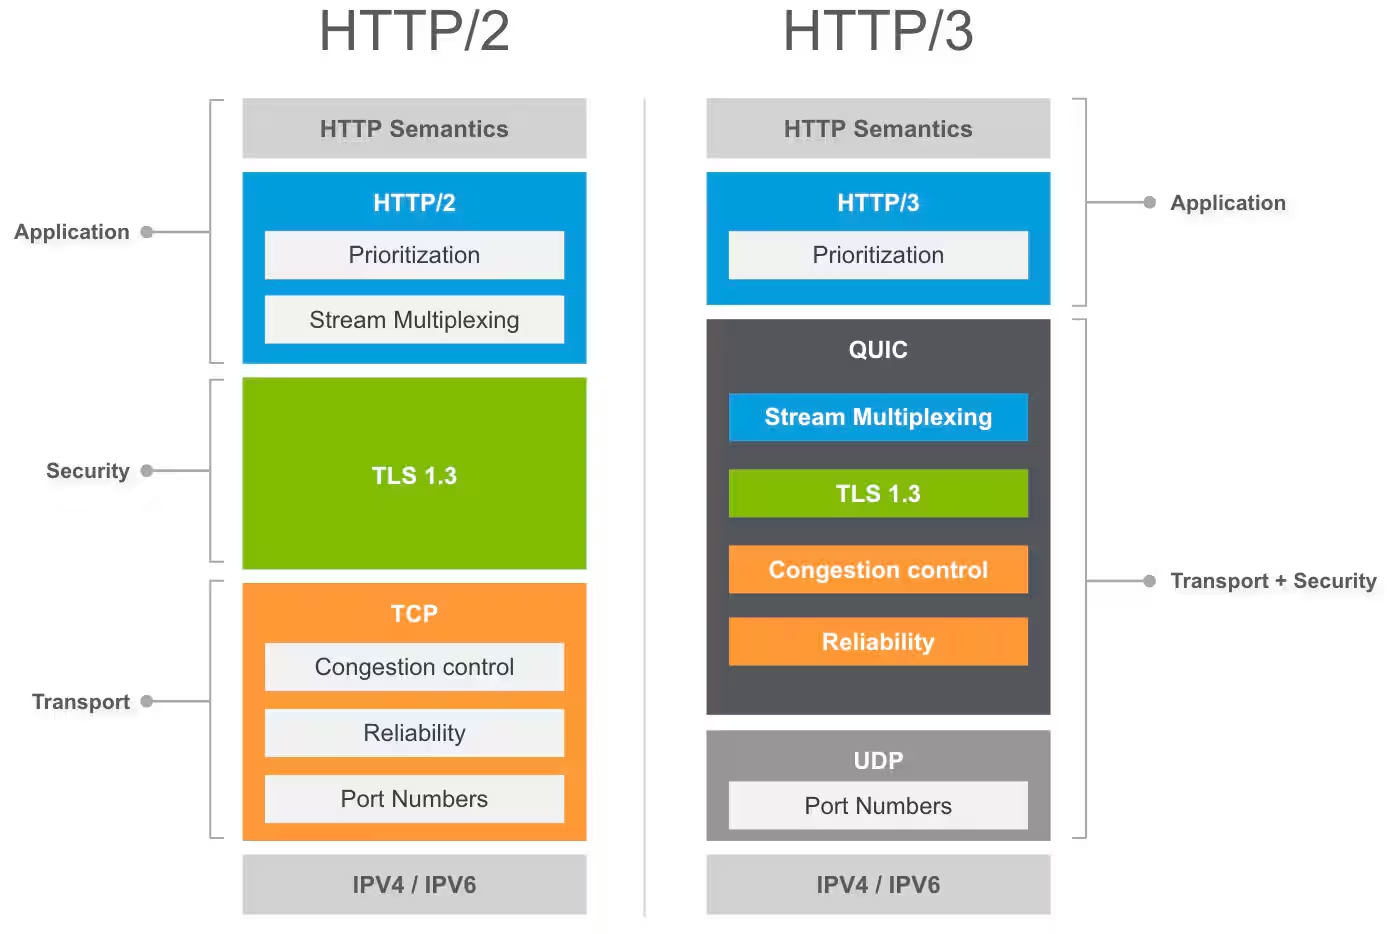 HTTP/2
HTTP/3
HTTP Semantics
HTTP/2
Prioritization
Stream Multiplexing
Application
TLS 1.3
Security
TCP
Congestion control
Reliability
Port Numbers
Transport
IPV4 / IPV6
HTTP Semantics
HTTP/3
Prioritization
Application
QUIC
Stream Multiplexing
TLS 1.3
Congestion control
Reliability
Transport + Security
UDP
Port Numbers
IPV4 / IPV6